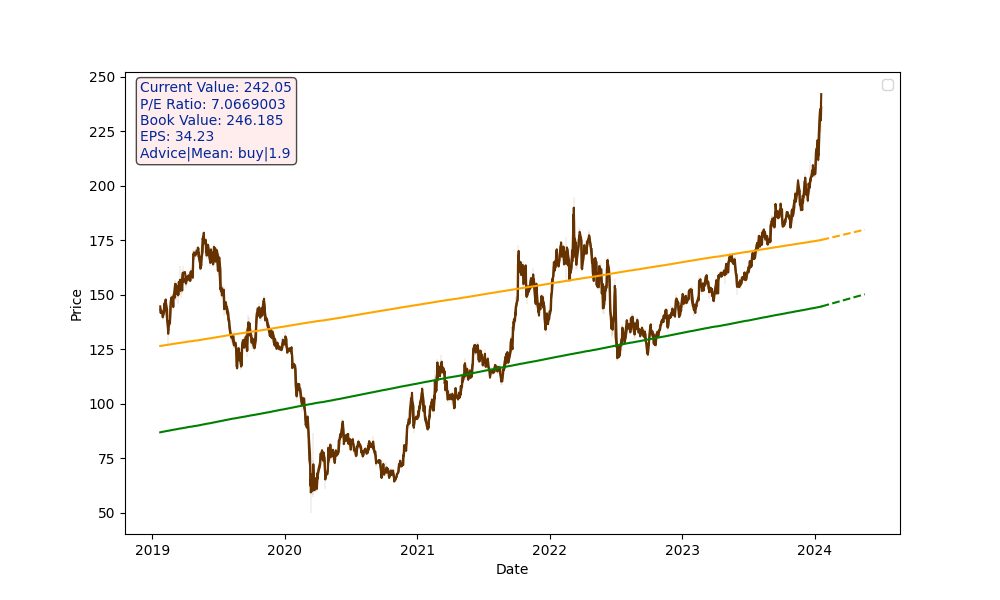 250
225
200
175
150
125
100
75
50
Price
Current Value: 242.05
P/E Ratio: 7.0669003
Book Value: 246.185
EPS: 34.23
Advice|Mean: buy|1.9
2019 2020 2021 2022 2023 2024
Date